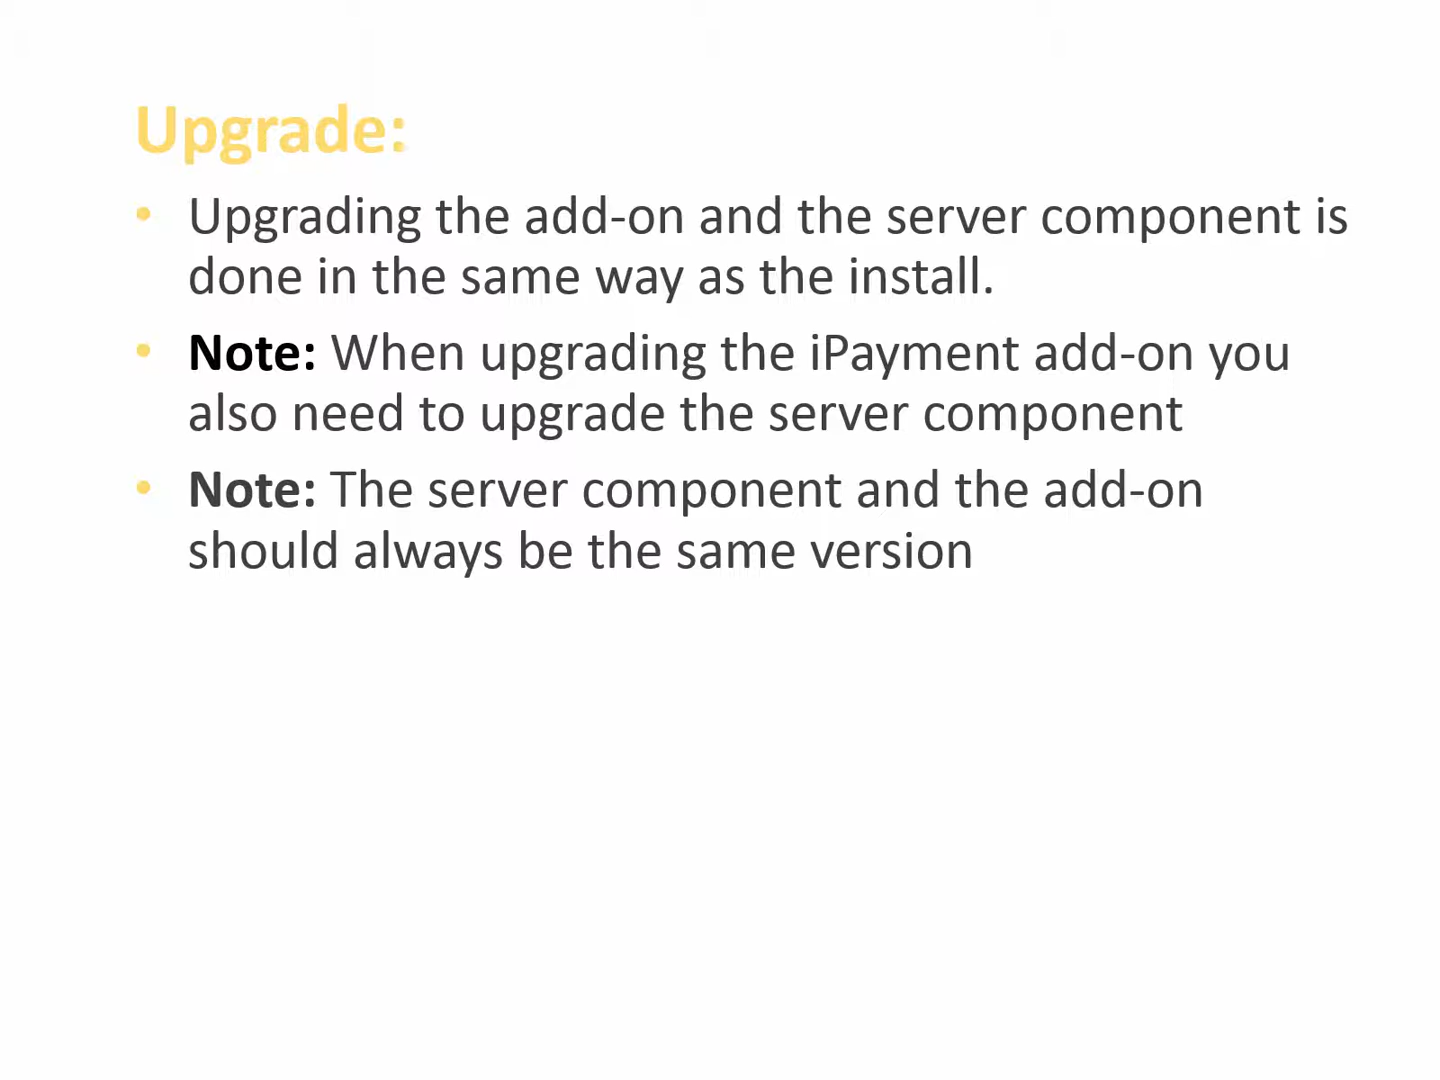 Upgrade:
• Upgrading the add-on and the server component is
done in the same way as the install.
• Note: When upgrading the iPayment add-on you
also need to upgrade the server component
• Note: The server component and the add-on
should always be the same version